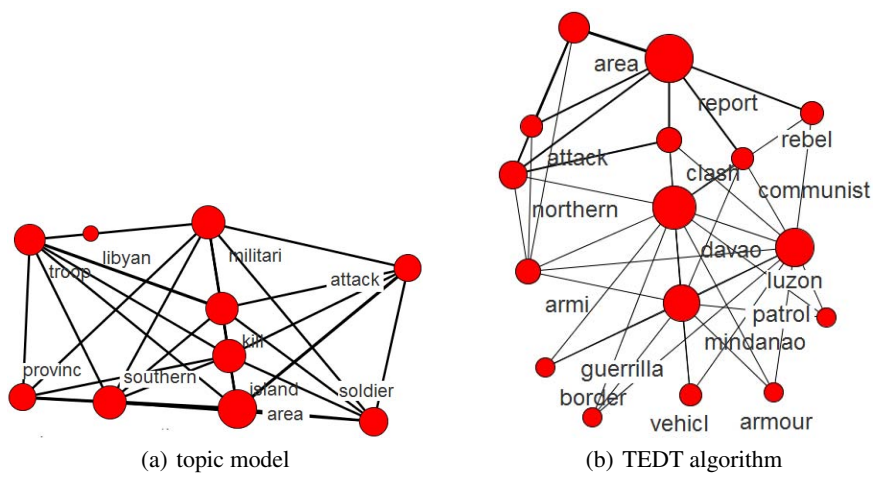 libyan
troop
militari
attack
kill
provinc
southern
island
area
soldier
(a) topic model
area
report
rebel
attack
clash
communist
northern
davao
luzon
armi
patrol
mindanao
guerrilla
border
vehicl
armour
(b) TEDT algorithm